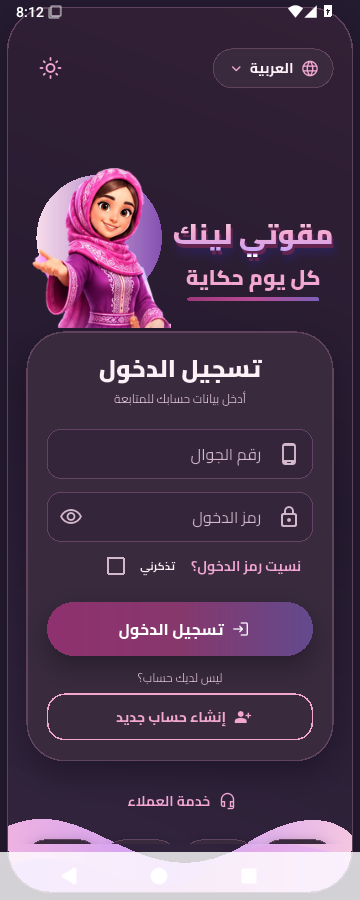 8:12
العربية
مقوتي لينك
كل يوم حكاية
تسجيل الدخول
أدخل بيانات حسابك للمتابعة
رقم الجوال
رمز الدخول
نسيت رمز الدخول؟ تذكرني
تسجيل الدخول
ليس لديك حساب؟
إنشاء حساب جديد
خدمة العملاء